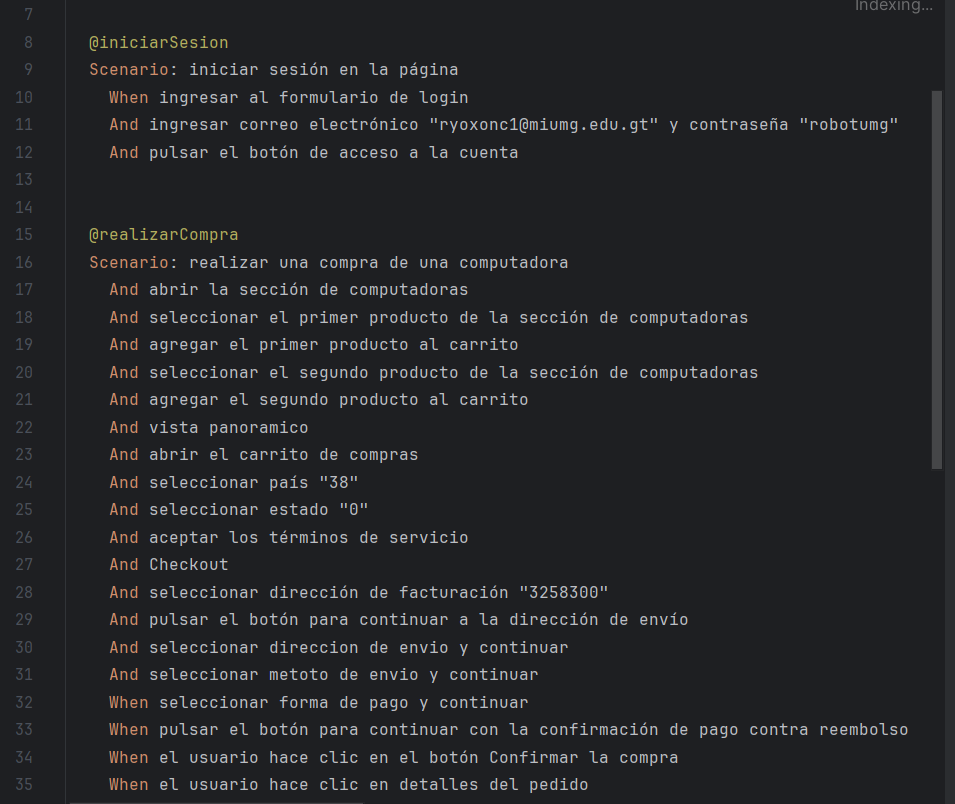 Indexing...
7
8 @iniciarSesion
9 Scenario: iniciar sesión en la página
10 When ingresar al formulario de login
11 And ingresar correo electrónico "ryoxonc1@miumg.edu.gt" y contraseña "robotumg"
12 And pulsar el botón de acceso a la cuenta
13
14
15 @realizarCompra
16 Scenario: realizar una compra de una computadora
17 And abrir la sección de computadoras
18 And seleccionar el primer producto de la sección de computadoras
19 And agregar el primer producto al carrito
20 And seleccionar el segundo producto de la sección de computadoras
21 And agregar el segundo producto al carrito
22 And vista panoramico
23 And abrir el carrito de compras
24 And seleccionar país "38"
25 And seleccionar estado "0"
26 And aceptar los términos de servicio
27 And Checkout
28 And seleccionar dirección de facturación "3258300"
29 And pulsar el botón para continuar a la dirección de envío
30 And seleccionar direccion de envio y continuar
31 And seleccionar metoto de envio y continuar
32 When seleccionar forma de pago y continuar
33 When pulsar el botón para continuar con la confirmación de pago contra reembolso
34 When el usuario hace clic en el botón Confirmar la compra
35 When el usuario hace clic en detalles del pedido